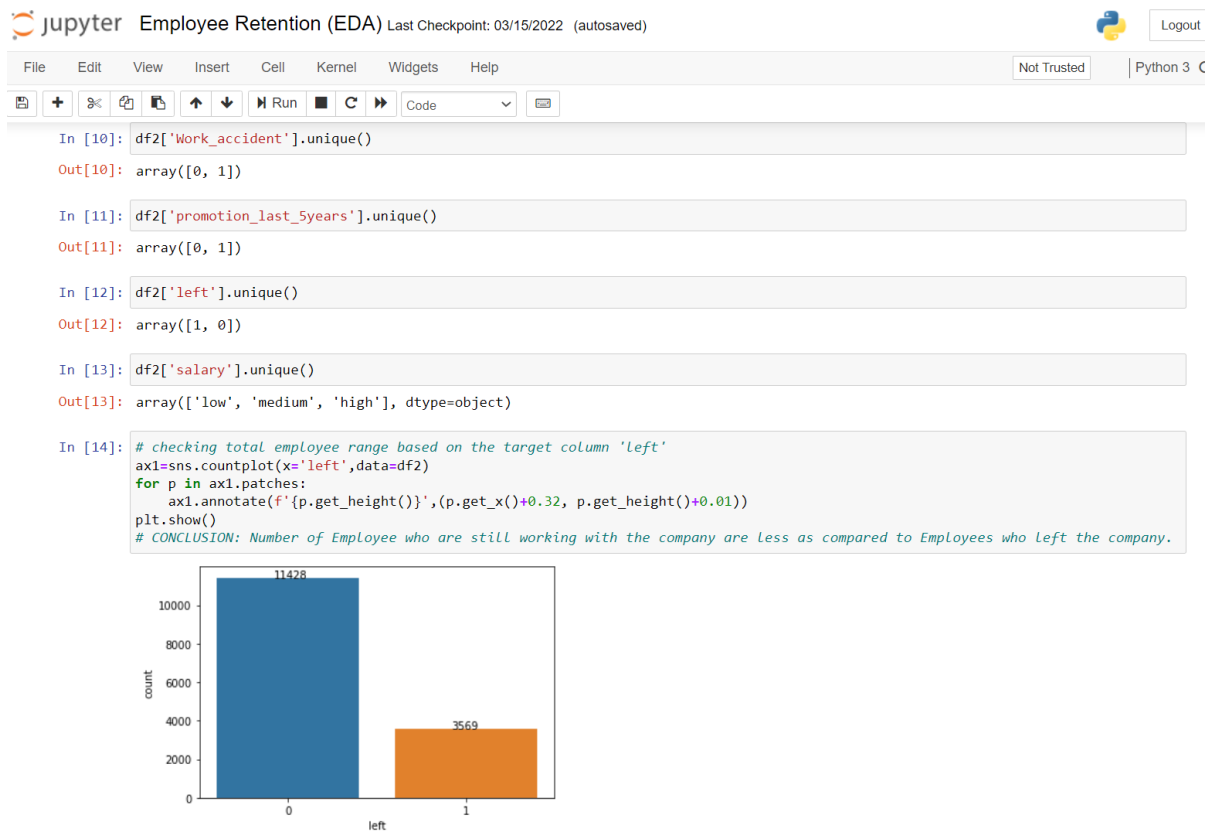 jupyter Employee Retention (EDA) Last Checkpoint: 03/15/2022 (autosaved)
Logout
File Edit View Insert Cell Kernel Widgets Help
Not Trusted
Python 3
Run
Code
In [10]: df2['Work_accident'].unique()
Out[10]: array([0, 1])
In [11]: df2['promotion_last_5years'].unique()
Out[11]: array([0, 1])
In [12]: df2['left'].unique()
Out[12]: array([1, 0])
In [13]: df2['salary'].unique()
Out[13]: array(['low', 'medium', 'high'], dtype=object)
In [14]: # checking total employee range based on the target column 'left'
ax1=sns.countplot(x='left',data=df2)
for p in ax1.patches:
    ax1.annotate(f'{p.get_height()}',(p.get_x()+0.32, p.get_height()+0.01))
plt.show()
# CONCLUSION: Number of Employee who are still working with the company are less as compared to Employees who left the company.
11428
10000
8000
6000
4000
3569
2000
0
count
0 1
left